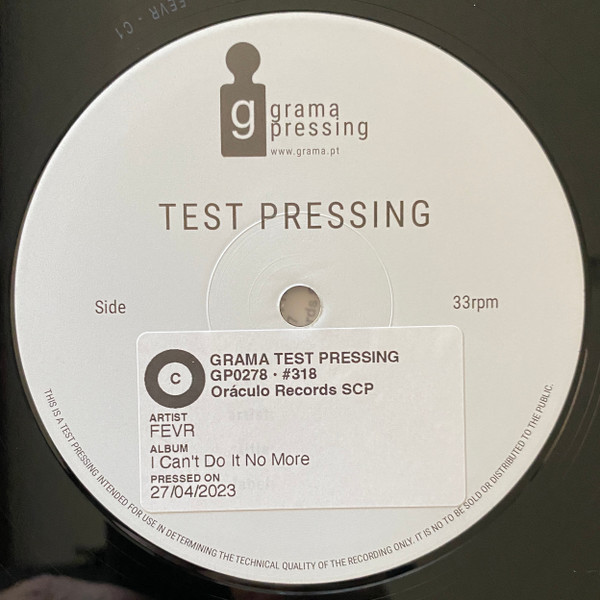 FEVR - C1
g grama
pressing
www.grama.pt
TEST PRESSING
Side
33rpm
C
GRAMA TEST PRESSING
GP0278 · #318
Oráculo Records SCP
ARTIST
FEVR
ALBUM
I Can't Do It No More
PRESSED ON
27/04/2023
THIS IS A TEST PRESSING INTENDED FOR USE IN DETERMINING THE TECHNICAL QUALITY OF THE RECORDING ONLY. IT IS NO TO BE SOLD OR DISTRIBUTED TO THE PUBLIC.